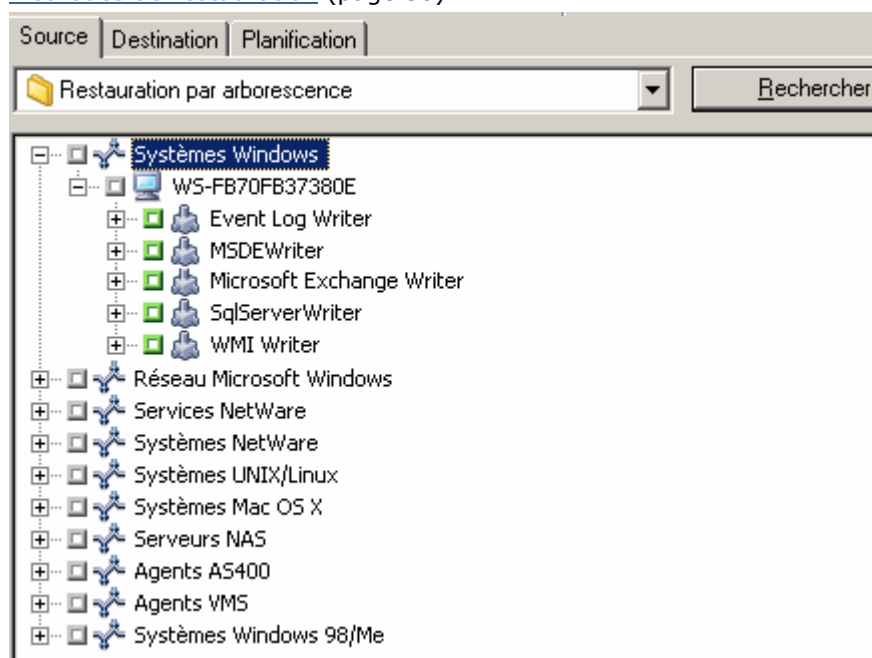 Source Destination Planification
Restauration par arborescence Rechercher
Systèmes Windows
WS-FB70FB37380E
Event Log Writer
MSDEWriter
Microsoft Exchange Writer
SqlServerWriter
WMI Writer
Réseau Microsoft Windows
Services NetWare
Systèmes NetWare
Systèmes UNIX/Linux
Systèmes Mac OS X
Serveurs NAS
Agents AS400
Agents VMS
Systèmes Windows 98/Me